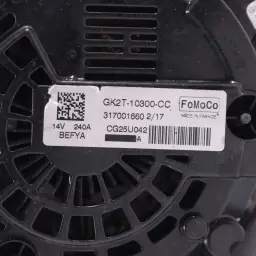 GK2T-10300-CC
FoMoCo
317001660 2/17
MADE IN FRANCE
CG25U042
14V 240A
A
BEFYA